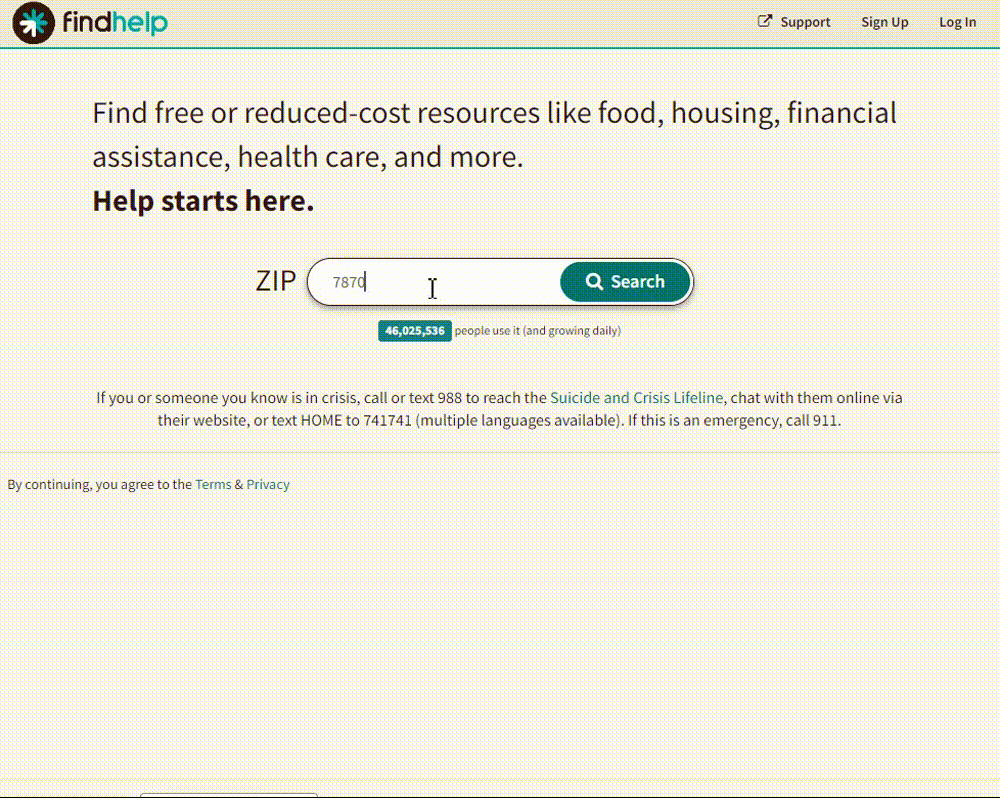 findhelp
Support Sign Up Log In
Find free or reduced-cost resources like food, housing, financial
assistance, health care, and more.
Help starts here.
ZIP 7870 Search
46,025,536 people use it (and growing daily)
If you or someone you know is in crisis, call or text 988 to reach the Suicide and Crisis Lifeline, chat with them online via
their website, or text HOME to 741741 (multiple languages available). If this is an emergency, call 911.
By continuing, you agree to the Terms & Privacy